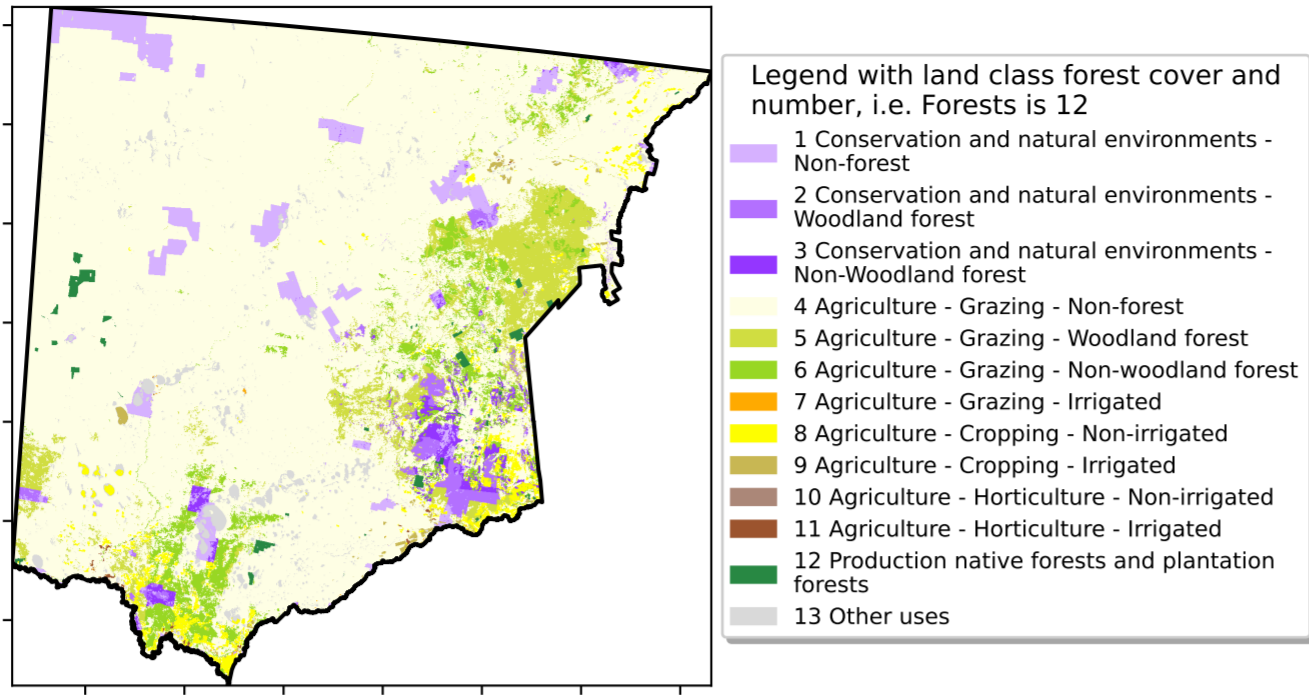 Legend with land class forest cover and
number, i.e. Forests is 12
1 Conservation and natural environments -
Non-forest
2 Conservation and natural environments -
Woodland forest
3 Conservation and natural environments -
Non-Woodland forest
4 Agriculture - Grazing - Non-forest
5 Agriculture - Grazing - Woodland forest
6 Agriculture - Grazing - Non-woodland forest
7 Agriculture - Grazing - Irrigated
8 Agriculture - Cropping - Non-irrigated
9 Agriculture - Cropping - Irrigated
10 Agriculture - Horticulture - Non-irrigated
11 Agriculture - Horticulture - Irrigated
12 Production native forests and plantation
forests
13 Other uses